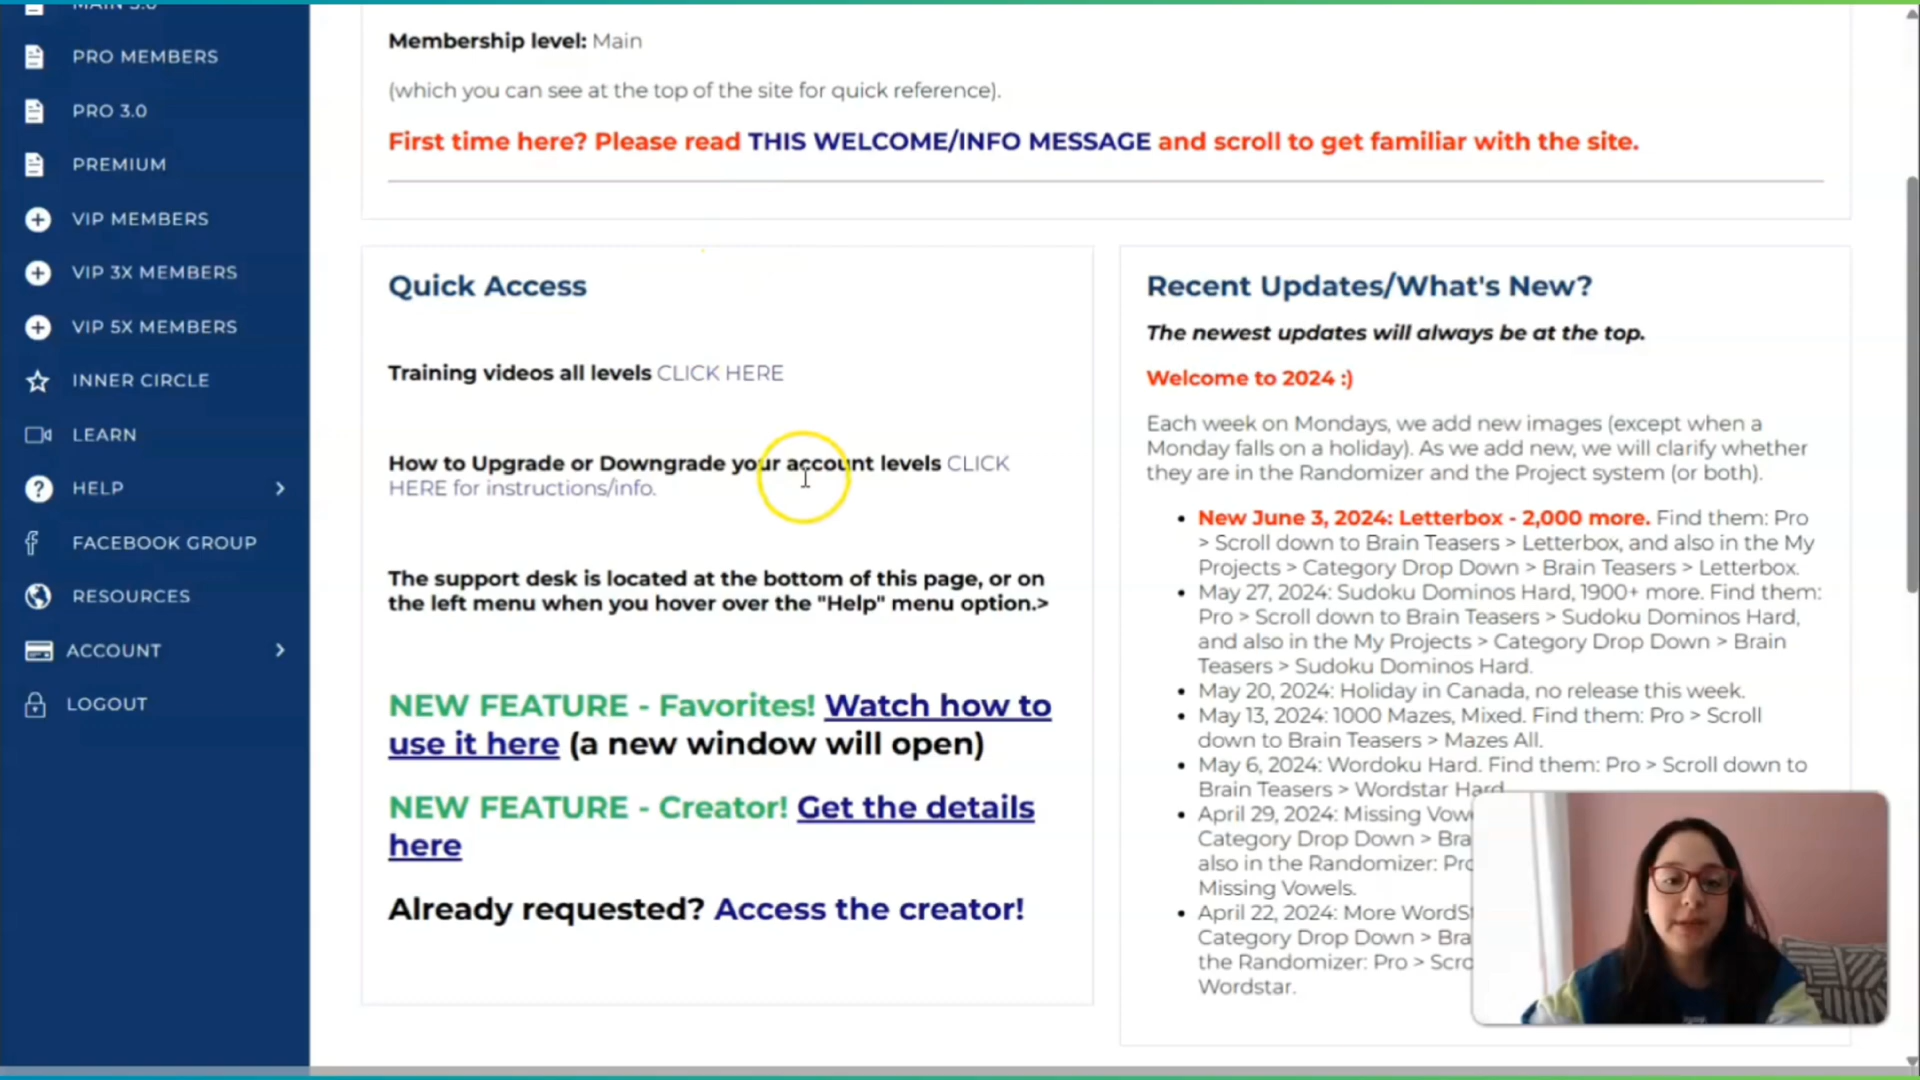 MAIN 3.0
PRO MEMBERS
PRO 3.0
PREMIUM
VIP MEMBERS
VIP 3X MEMBERS
VIP 5X MEMBERS
INNER CIRCLE
LEARN
HELP
FACEBOOK GROUP
RESOURCES
ACCOUNT
LOGOUT
Membership level: Main
(which you can see at the top of the site for quick reference).
First time here? Please read THIS WELCOME/INFO MESSAGE and scroll to get familiar with the site.
Quick Access
Training videos all levels CLICK HERE
How to Upgrade or Downgrade your account levels CLICK
HERE for instructions/info.
The support desk is located at the bottom of this page, or on
the left menu when you hover over the "Help" menu option.>
NEW FEATURE - Favorites! Watch how to
use it here (a new window will open)
NEW FEATURE - Creator! Get the details
here
Already requested? Access the creator!
Recent Updates/What's New?
The newest updates will always be at the top.
Welcome to 2024 :)
Each week on Mondays, we add new images (except when a
Monday falls on a holiday). As we add new, we will clarify whether
they are in the Randomizer and the Project system (or both).
• New June 3, 2024: Letterbox - 2,000 more. Find them: Pro
> Scroll down to Brain Teasers > Letterbox, and also in the My
Projects > Category Drop Down > Brain Teasers > Letterbox.
• May 27, 2024: Sudoku Dominos Hard, 1900+ more. Find them:
Pro > Scroll down to Brain Teasers > Sudoku Dominos Hard,
and also in the My Projects > Category Drop Down > Brain
Teasers > Sudoku Dominos Hard.
• May 20, 2024: Holiday in Canada, no release this week.
• May 13, 2024: 1000 Mazes, Mixed. Find them: Pro > Scroll
down to Brain Teasers > Mazes All.
• May 6, 2024: Wordoku Hard. Find them: Pro > Scroll down to
Brain Teasers > Wordstar Hard.
• April 29, 2024: Missing Vow
Category Drop Down > Bra
also in the Randomizer: Pro
Missing Vowels.
• April 22, 2024: More WordSt
Category Drop Down > Bra
the Randomizer: Pro > Scro
Wordstar.